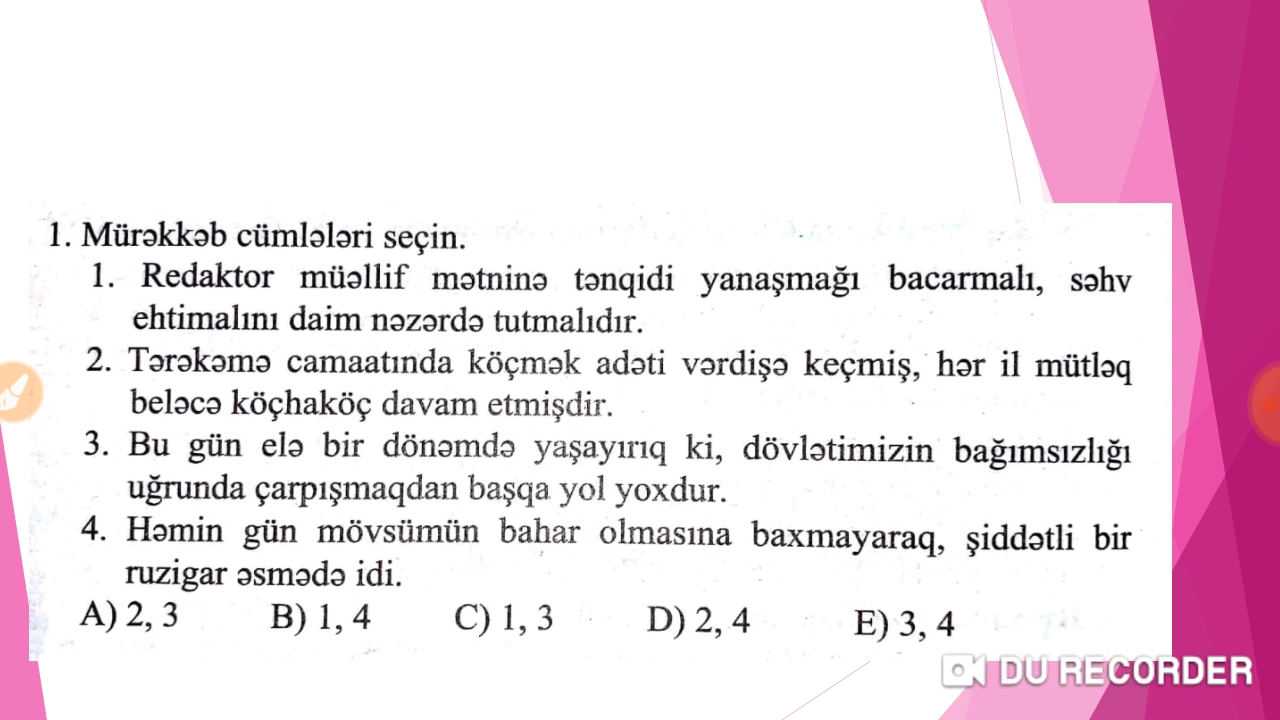 1. Mürəkkəb cümlələri seçin.
1. Redaktor müəllif mətninə tənqidi yanaşmağı bacarmalı, səhv
ehtimalını daim nəzərdə tutmalıdır.
2. Tərəkəmə camaatında köçmək adəti vərdişə keçmiş, hər il mütləq
beləcə köçhaköç davam etmişdir.
3. Bu gün elə bir dönəmdə yaşayırıq ki, dövlətimizin bağımsızlığı
uğrunda çarpışmaqdan başqa yol yoxdur.
4. Həmin gün mövsümün bahar olmasına baxmayaraq, şiddətli bir
ruzigar əsmədə idi.
A) 2, 3 B) 1, 4 C) 1, 3 D) 2, 4 E) 3, 4
DU RECORDER